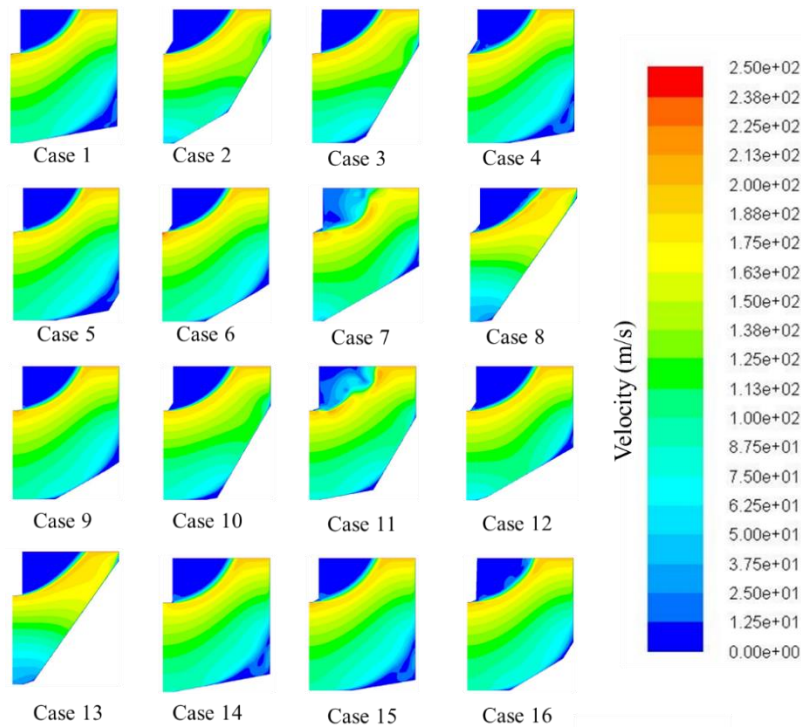 Case 1
Case 2
Case 3
Case 4
Case 5
Case 6
Case 7
Case 8
Case 9
Case 10
Case 11
Case 12
Case 13
Case 14
Case 15
Case 16
Velocity (m/s)
2.50e+02
2.38e+02
2.25e+02
2.13e+02
2.00e+02
1.88e+02
1.75e+02
1.63e+02
1.50e+02
1.38e+02
1.25e+02
1.13e+02
1.00e+02
8.75e+01
7.50e+01
6.25e+01
5.00e+01
3.75e+01
2.50e+01
1.25e+01
0.00e+00